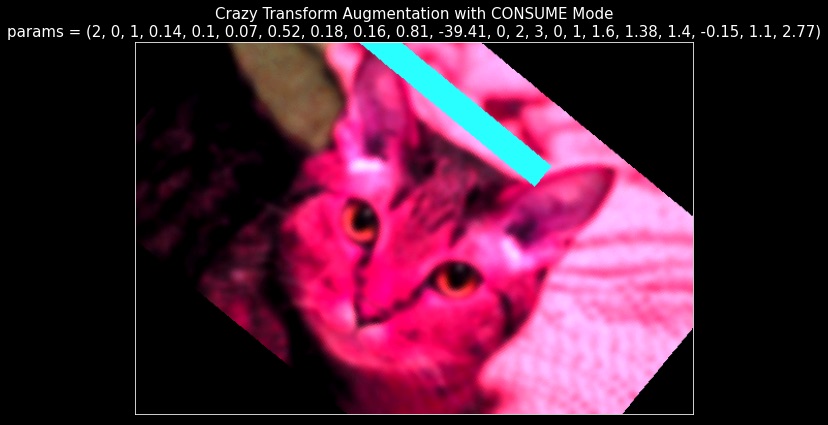 Crazy Transform Augmentation with CONSUME Mode
params = (2, 0, 1, 0.14, 0.1, 0.07, 0.52, 0.18, 0.16, 0.81, -39.41, 0, 2, 3, 0, 1, 1.6, 1.38, 1.4, -0.15, 1.1, 2.77)